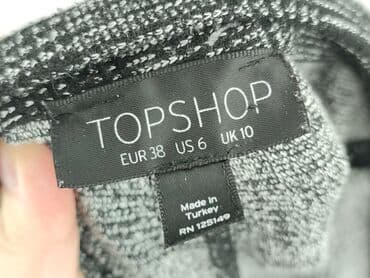 TOPSHOP
EUR 38 US 6 UK 10
Made in
Turkey
RN 125149